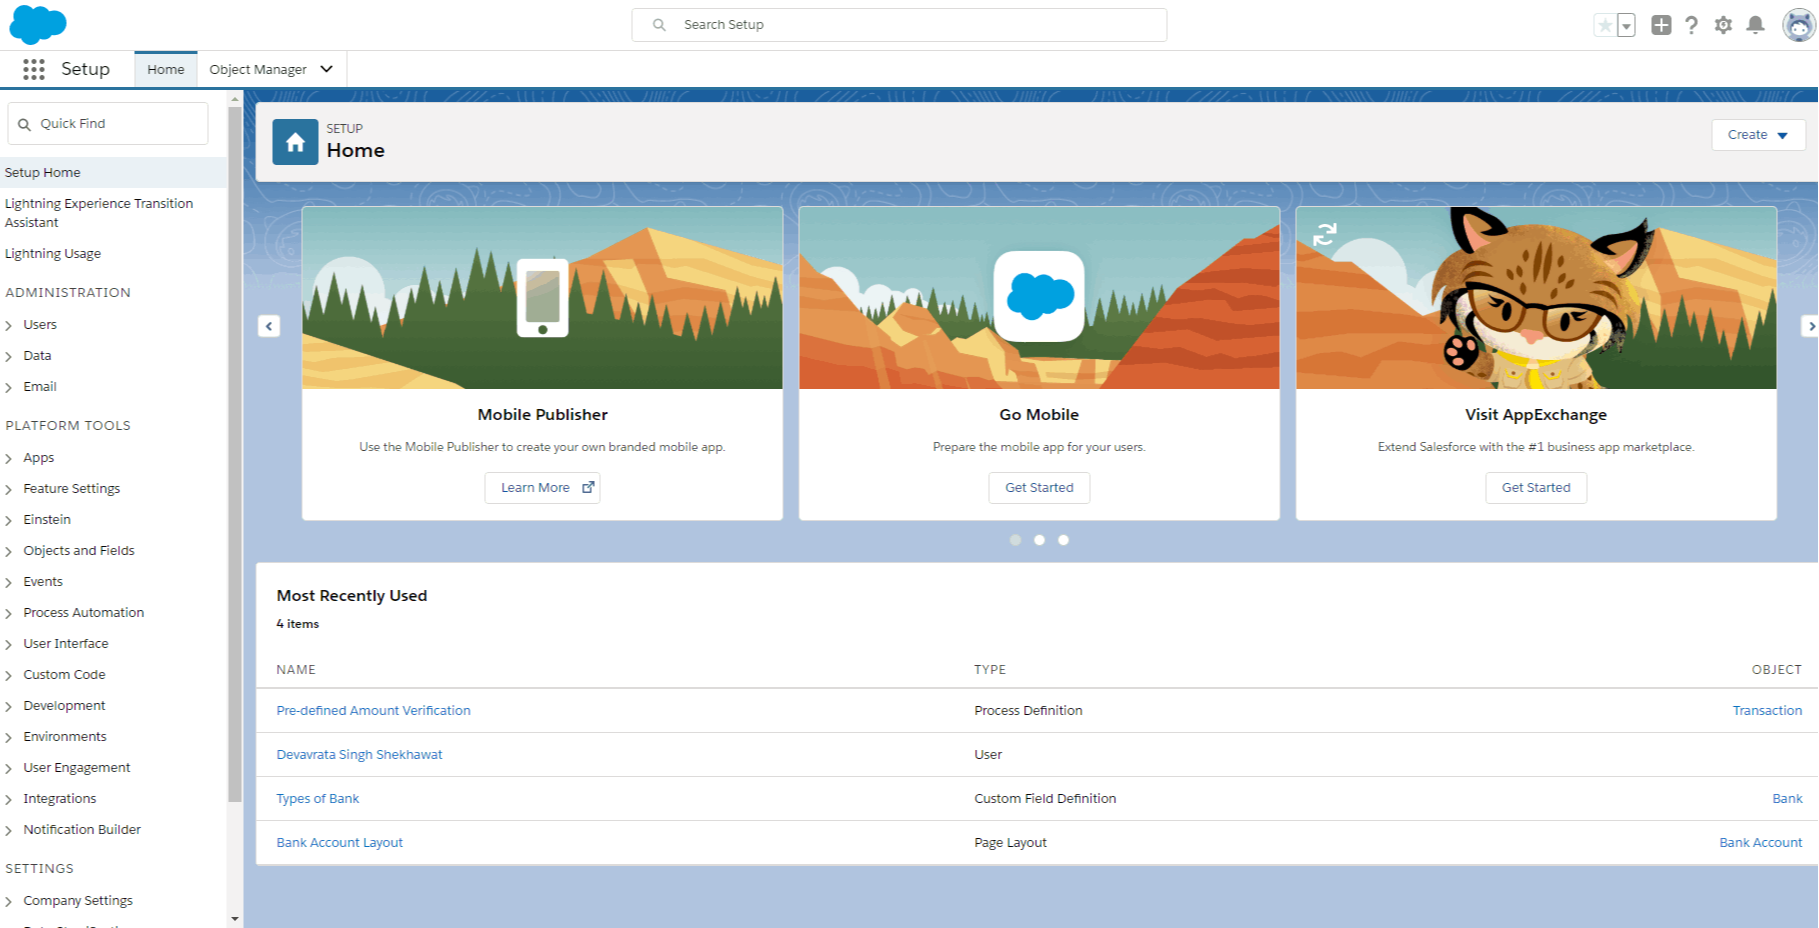 Search Setup
Setup
Home
Object Manager
Quick Find
Setup Home
Lightning Experience Transition
Assistant
Lightning Usage
ADMINISTRATION
Users
Data
Email
PLATFORM TOOLS
Apps
Feature Settings
Einstein
Objects and Fields
Events
Process Automation
User Interface
Custom Code
Development
Environments
User Engagement
Integrations
Notification Builder
SETTINGS
Company Settings
SETUP
Home
Create
Mobile Publisher
Use the Mobile Publisher to create your own branded mobile app.
Learn More
Go Mobile
Prepare the mobile app for your users.
Get Started
Visit AppExchange
Extend Salesforce with the #1 business app marketplace.
Get Started
Most Recently Used
4 items
NAME TYPE OBJECT
Pre-defined Amount Verification Process Definition Transaction
Devavrata Singh Shekhawat User
Types of Bank Custom Field Definition Bank
Bank Account Layout Page Layout Bank Account